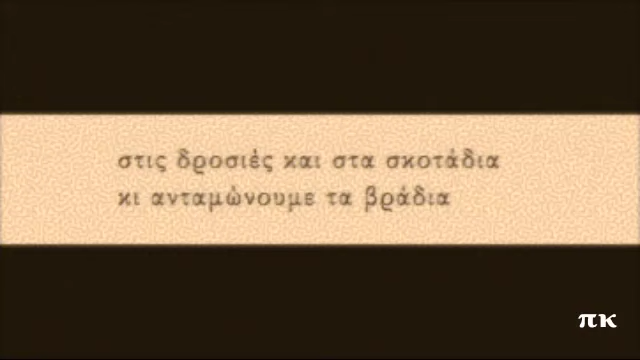 στις δροσιές και στα σκοτάδια
κι ανταμώνουμε τα βράδια
πκ